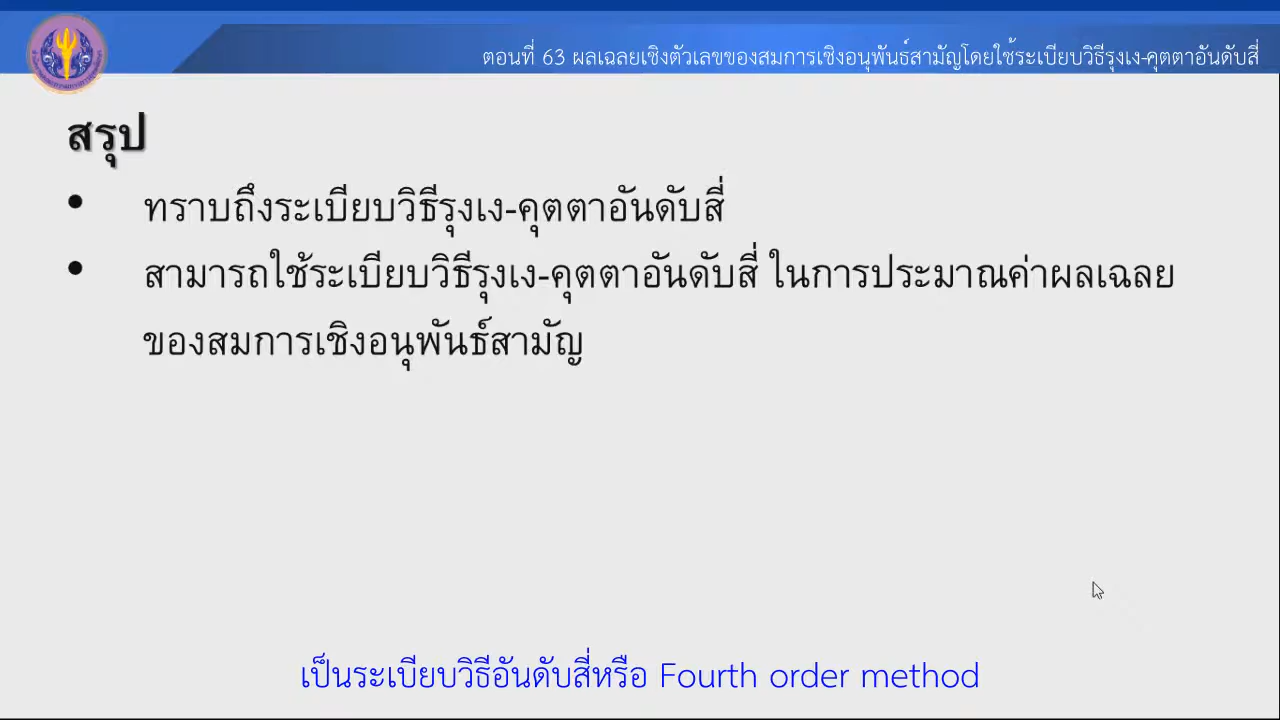 ตอนที่ 63 ผลเฉลยเชิงตัวเลขของสมการเชิงอนุพันธ์สามัญโดยใช้ระเบียบวิธีรุงเง-คุตตาอันดับสี่
สรุป
• ทราบถึงระเบียบวิธีรุงเง-คุตตาอันดับสี่
• สามารถใช้ระเบียบวิธีรุงเง-คุตตาอันดับสี่ ในการประมาณค่าผลเฉลย
ของสมการเชิงอนุพันธ์สามัญ
เป็นระเบียบวิธีอันดับสี่หรือ Fourth order method